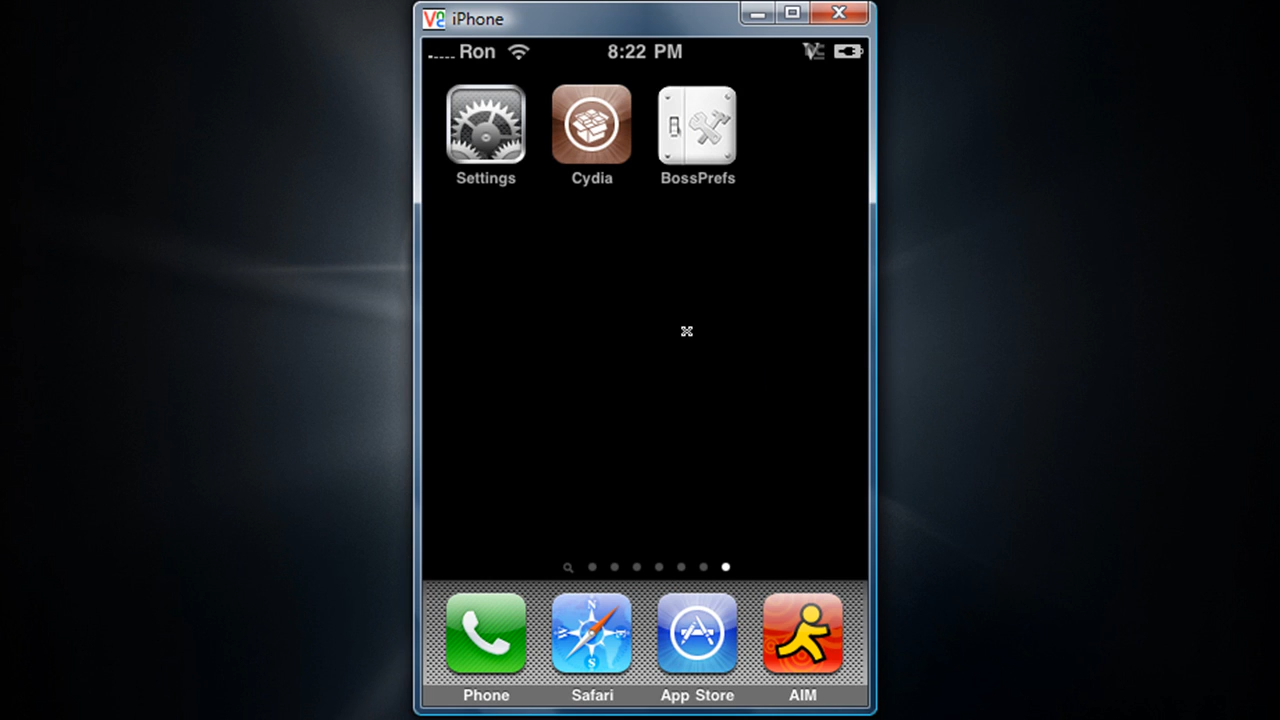 iPhone
Ron 8:22 PM
Settings Cydia BossPrefs
Phone Safari App Store AIM